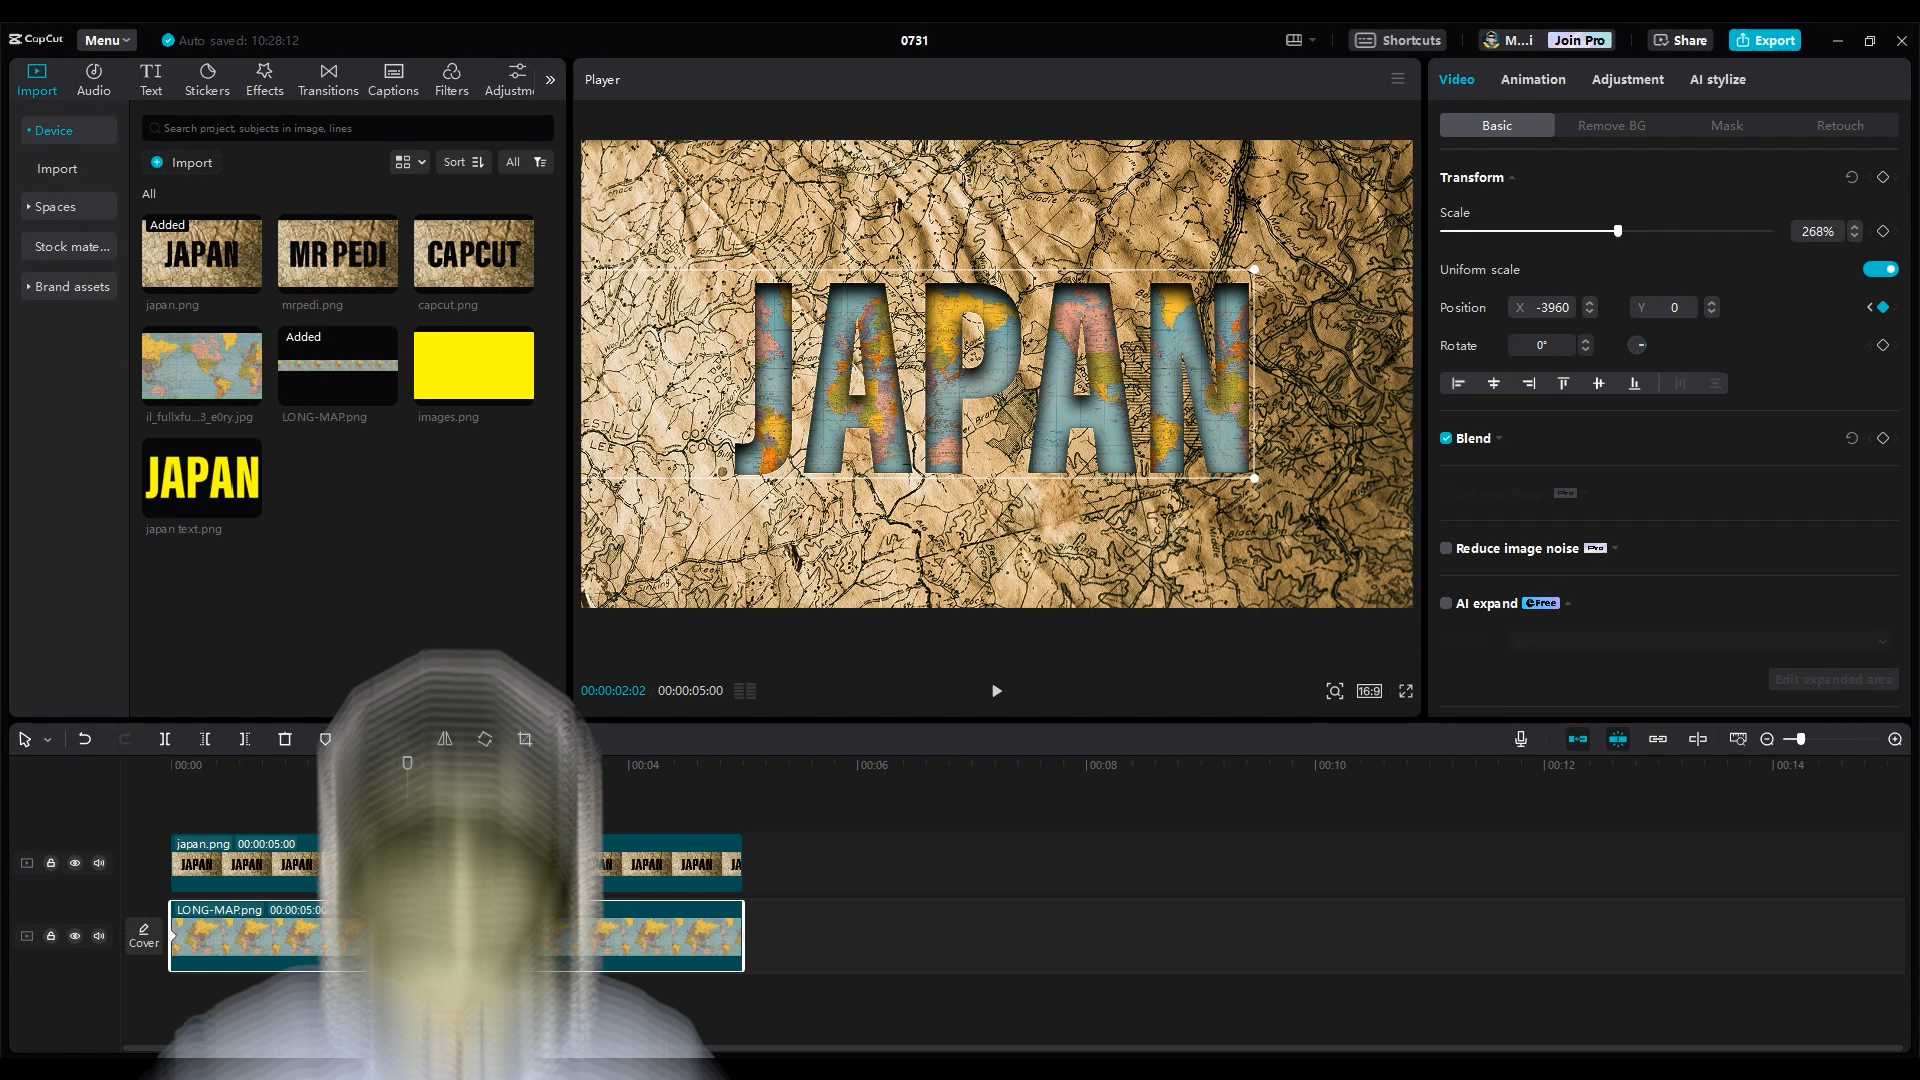 CapCut Menu Auto saved: 10:28:12 0731 Shortcuts M...i Join Pro Share Export
Import Audio Text Stickers Effects Transitions Captions Filters Adjustm
Player
Video Animation Adjustment AI stylize
Device
Import
Spaces
Stock mate...
Brand assets
Search project, subjects in image, lines
Import Sort All
All
Added
JAPAN MR PEDI CAPCUT
japan.png mrpedi.png capcut.png
Added
il_fullxfu...3_e0ry.jpg LONG-MAP.png images.png
JAPAN
japan text.png
JAPAN
00:00:02:02 00:00:05:00
16:9
Basic Remove BG Mask Retouch
Transform
Scale
268%
Uniform scale
Position X -3960 Y 0
Rotate 0°
Blend
Pro
Reduce image noise Pro
AI expand Free
Edit expanded area
00:00 00:04 00:06 00:08 00:10 00:12 00:14
japan.png 00:00:05:00
JAPAN JAPAN JAPAN JAPAN JAPAN
LONG-MAP.png 00:00:05:00
Cover